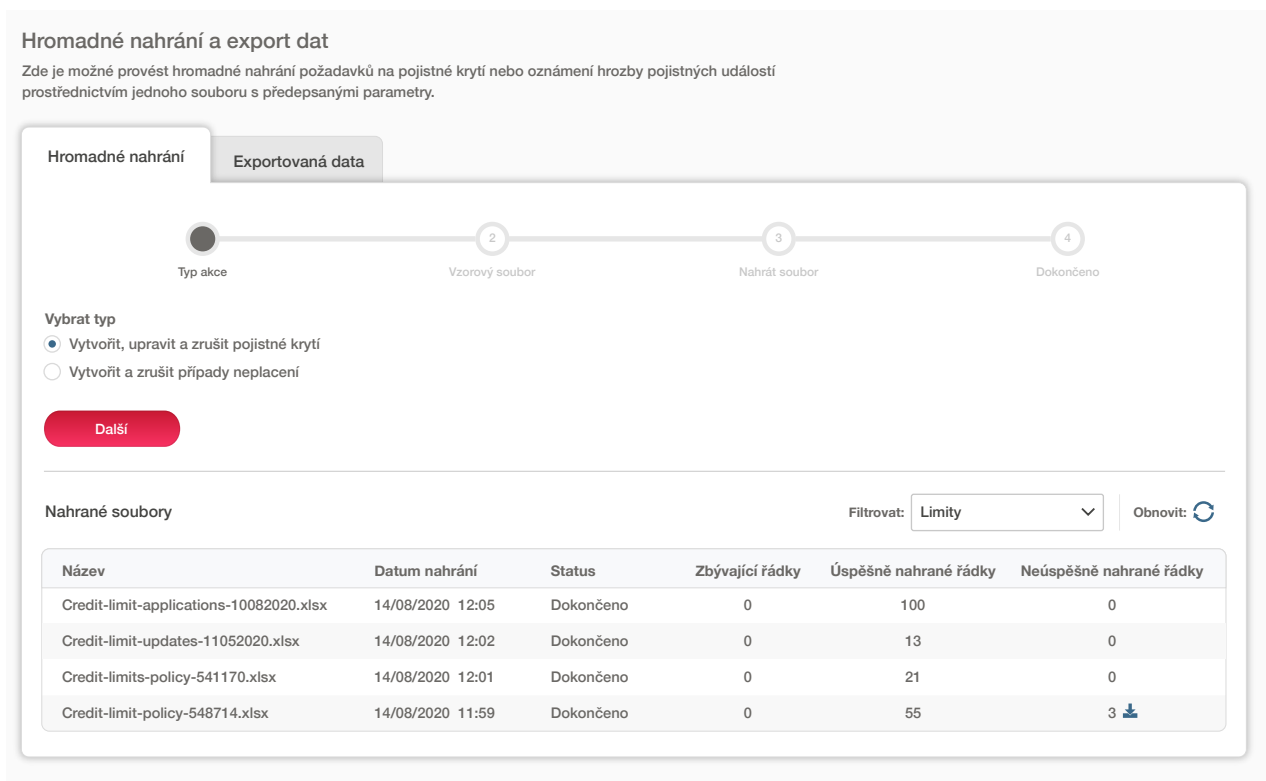 Hromadné nahrání a export dat
Zde je možné provést hromadné nahrání požadavků na pojistné krytí nebo oznámení hrozby pojistných událostí
prostřednictvím jednoho souboru s předepsanými parametry.
Hromadné nahrání
Exportovaná data
2 3 4
Typ akce Vzorový soubor Nahrát soubor Dokončeno
Vybrat typ
Vytvořit, upravit a zrušit pojistné krytí
Vytvořit a zrušit případy neplacení
Další
Nahrané soubory Filtrovat: Limity Obnovit:
Název Datum nahrání Status Zbývající řádky Úspěšně nahrané řádky Neúspěšně nahrané řádky
Credit-limit-applications-10082020.xlsx 14/08/2020 12:05 Dokončeno 0 100 0
Credit-limit-updates-11052020.xlsx 14/08/2020 12:02 Dokončeno 0 13 0
Credit-limits-policy-541170.xlsx 14/08/2020 12:01 Dokončeno 0 21 0
Credit-limit-policy-548714.xlsx 14/08/2020 11:59 Dokončeno 0 55 3